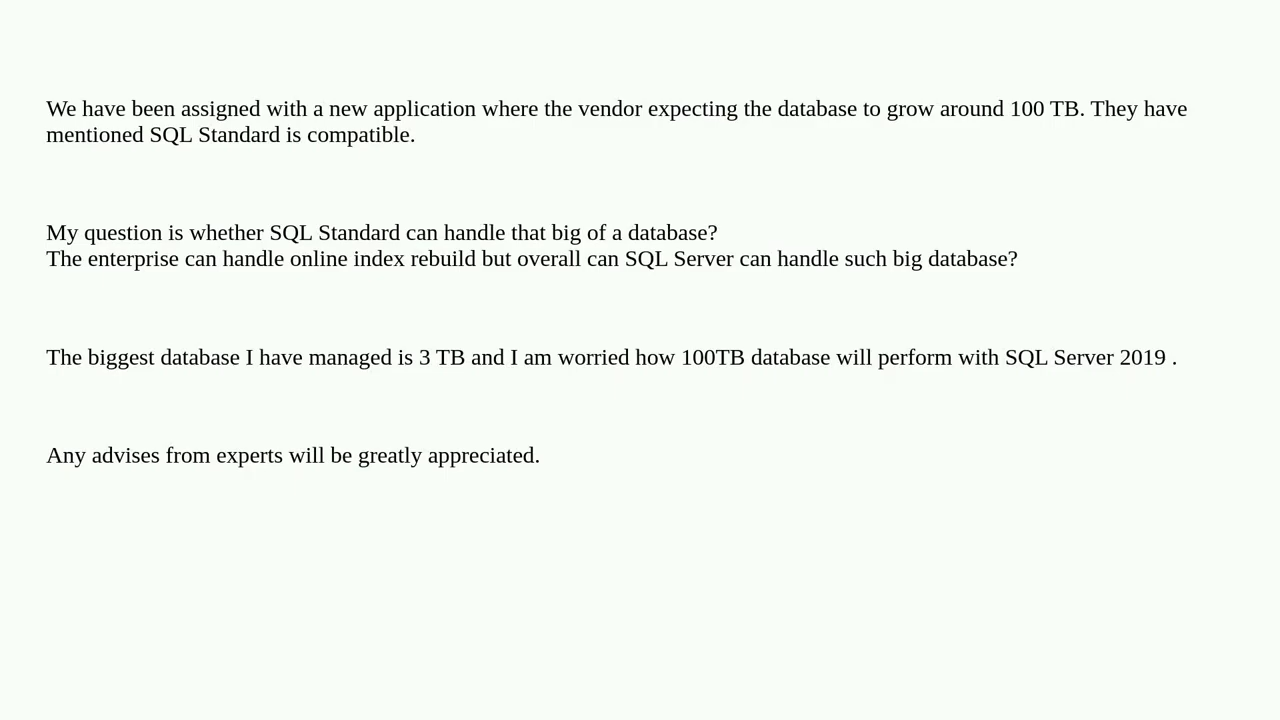 We have been assigned with a new application where the vendor expecting the database to grow around 100 TB. They have
mentioned SQL Standard is compatible.
My question is whether SQL Standard can handle that big of a database?
The enterprise can handle online index rebuild but overall can SQL Server can handle such big database?
The biggest database I have managed is 3 TB and I am worried how 100TB database will perform with SQL Server 2019 .
Any advises from experts will be greatly appreciated.